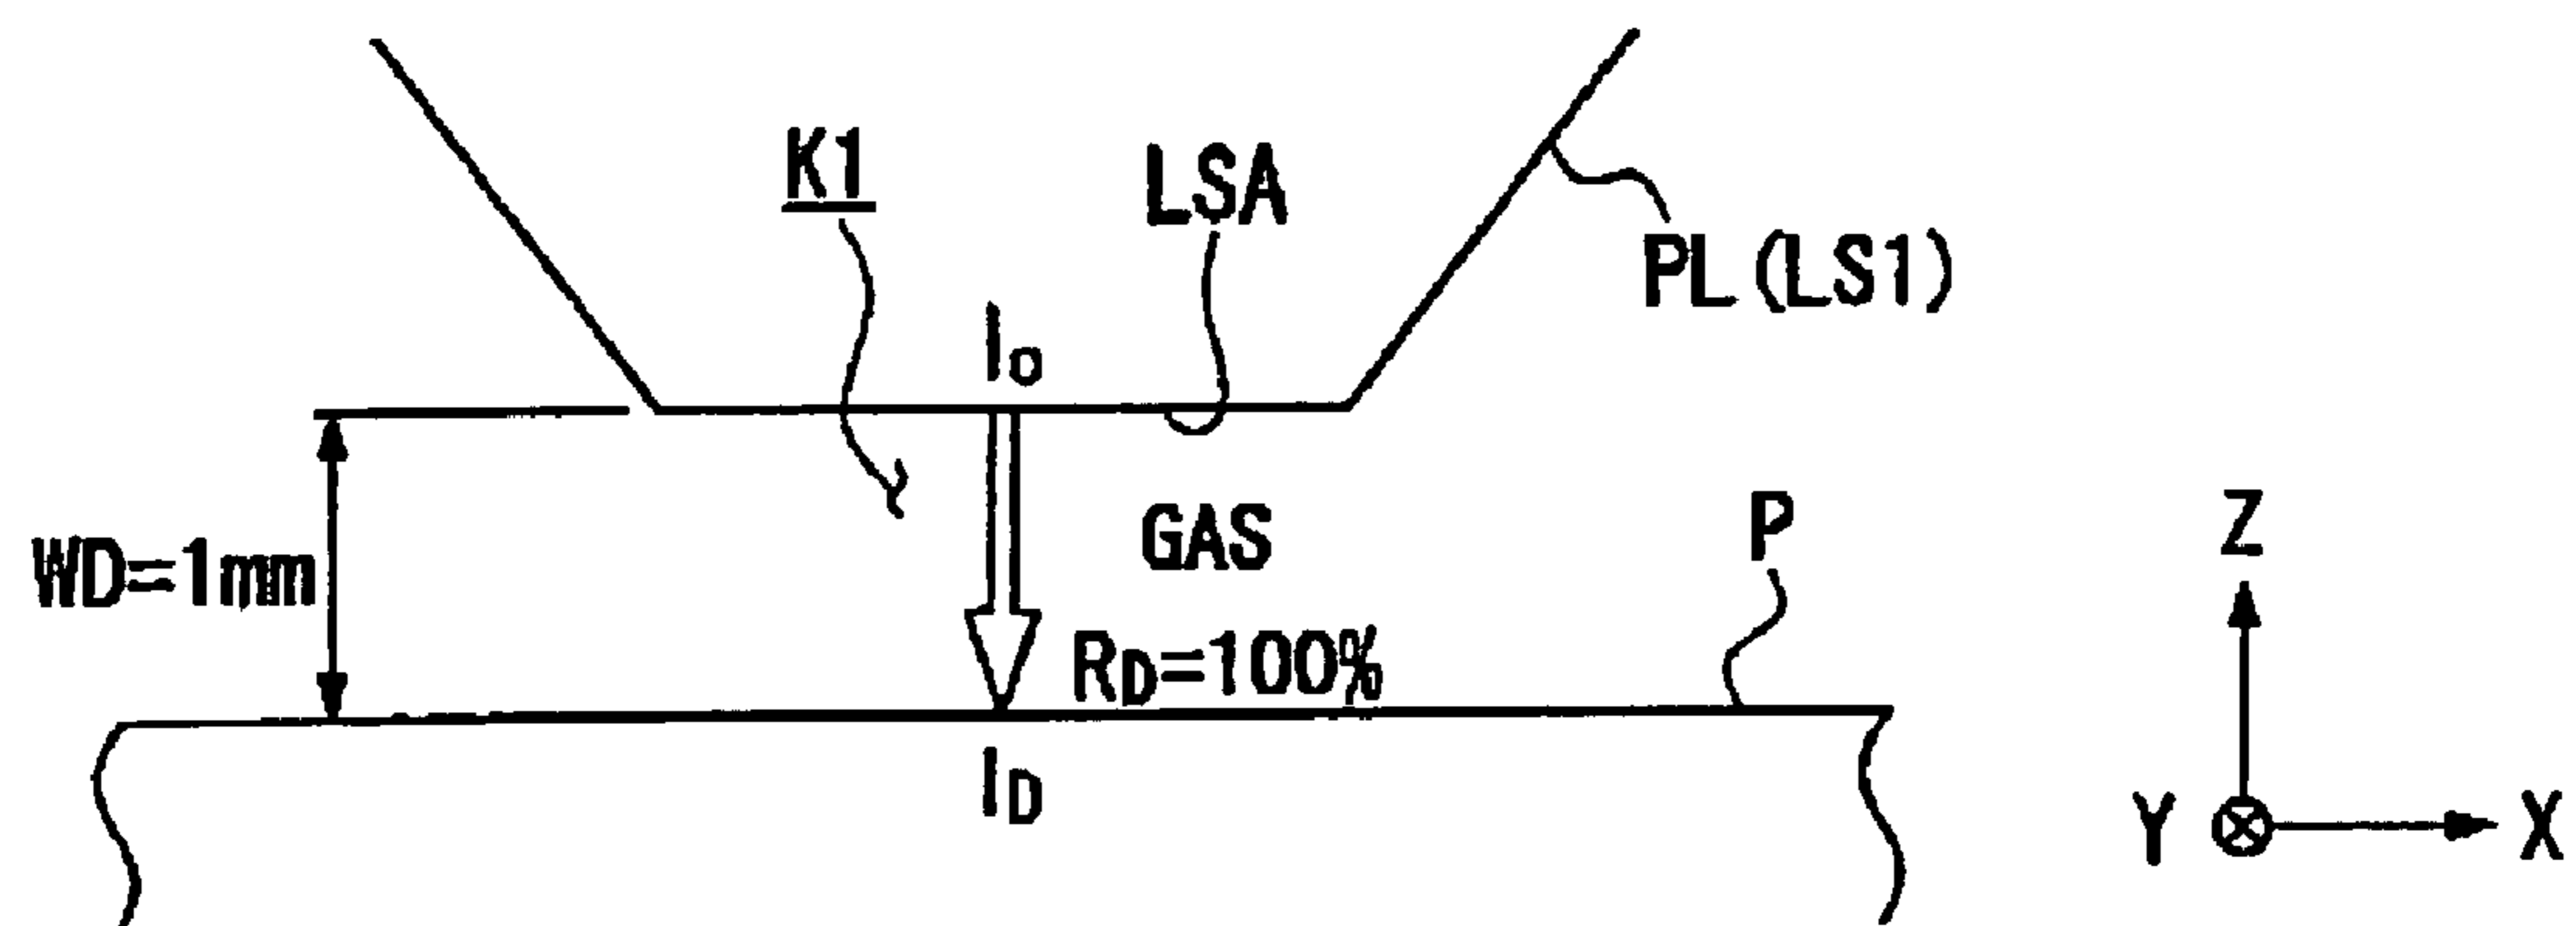 K1
LSA
PL(LS1)
Io
GAS
P
Z
WD=1mm
RD=100%
ID
Y
X